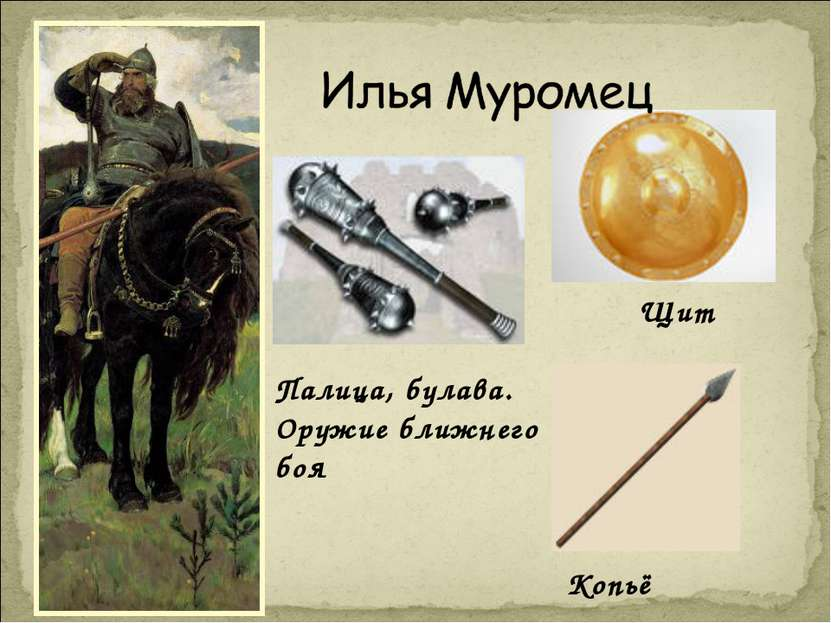 Илья Муромец
Щит
Палица, булава.
Оружие ближнего
боя
Копьё